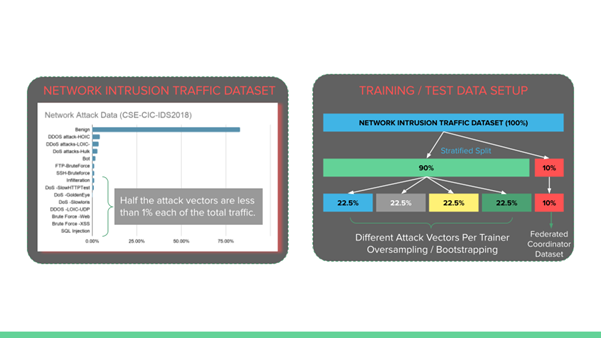 NETWORK INTRUSION TRAFFIC DATASET
Network Attack Data (CSE-CIC-IDS2018)
Benign
DDOS attack-HOIC
DDoS attacks-LOIC-
DoS attacks-Hulk
Bot
FTP-BruteForce
SSH-Bruteforce
Infilteration
DoS -SlowHTTPTest
DoS -GoldenEye
DoS -Slowloris
DDOS -LOIC-UDP
Brute Force -Web
Brute Force -XSS
SQL Injection
0.00%
25.00%
50.00%
75.00%
Half the attack vectors are less
than 1% each of the total traffic.
TRAINING / TEST DATA SETUP
NETWORK INTRUSION TRAFFIC DATASET (100%)
Stratified Split
90%
10%
22.5%
22.5%
22.5%
22.5%
10%
Different Attack Vectors Per Trainer
Oversampling / Bootstrapping
Federated
Coordinator
Dataset